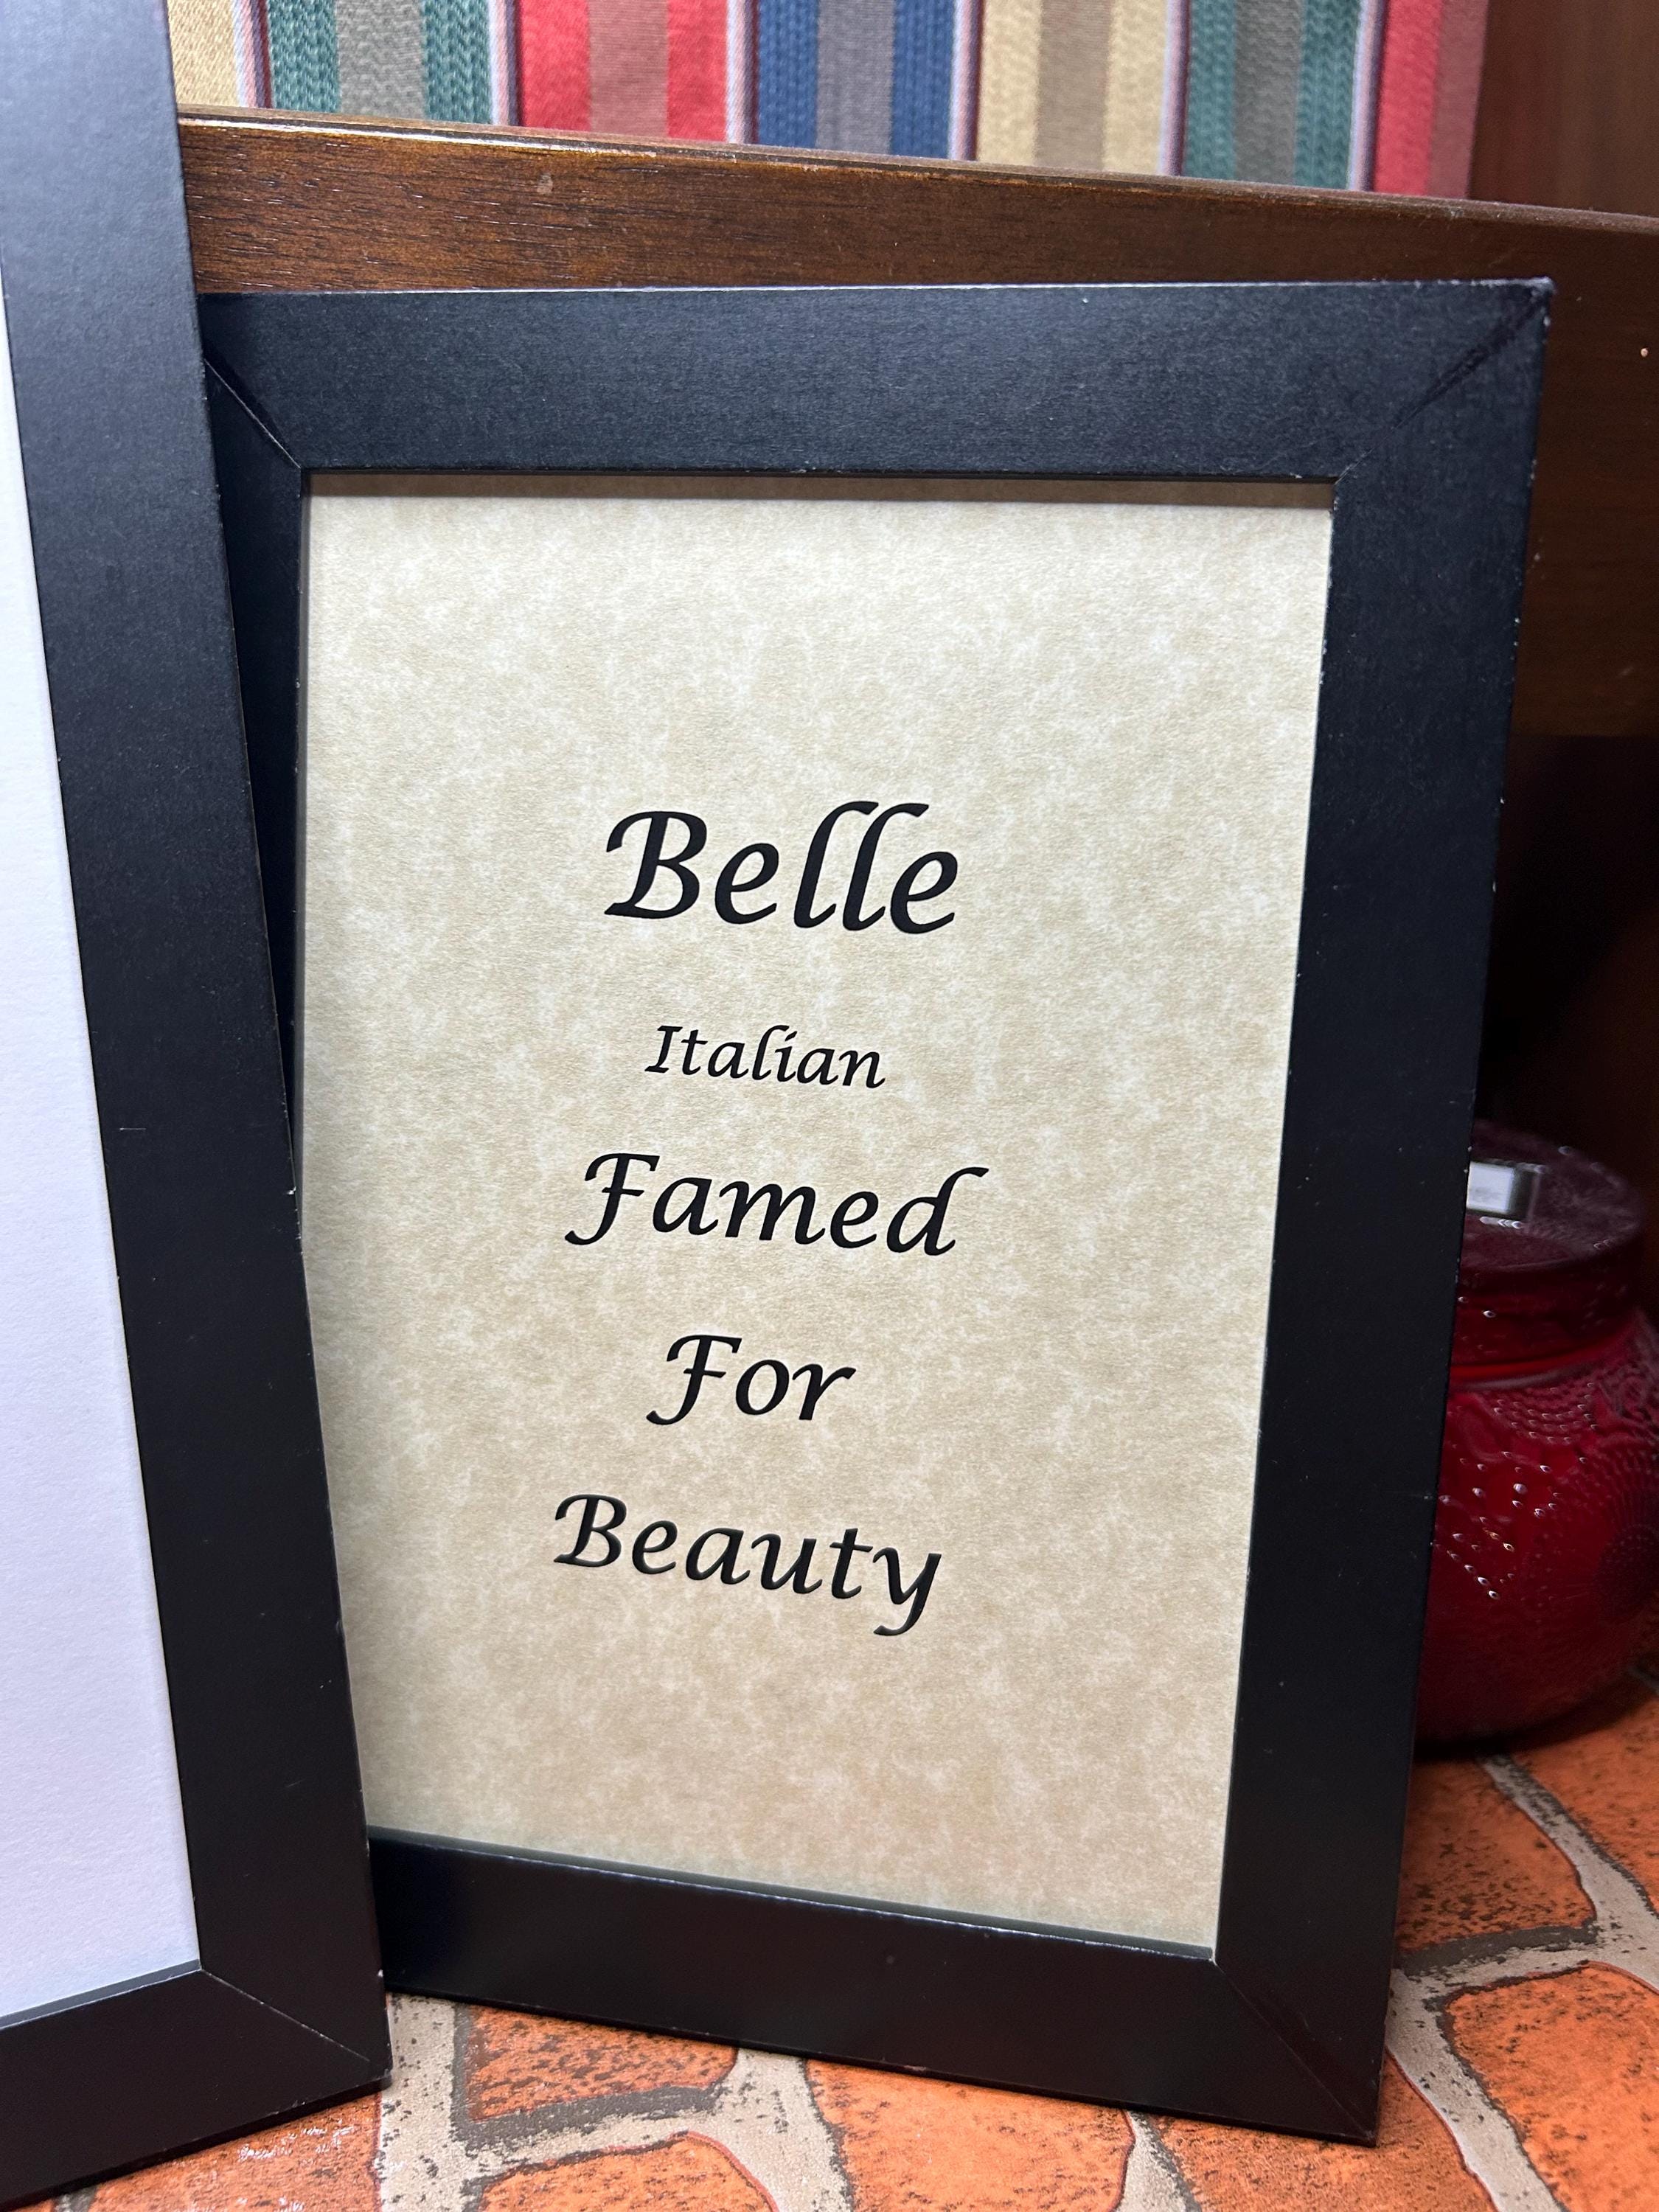 Belle
Italian
Famed
For
Beauty